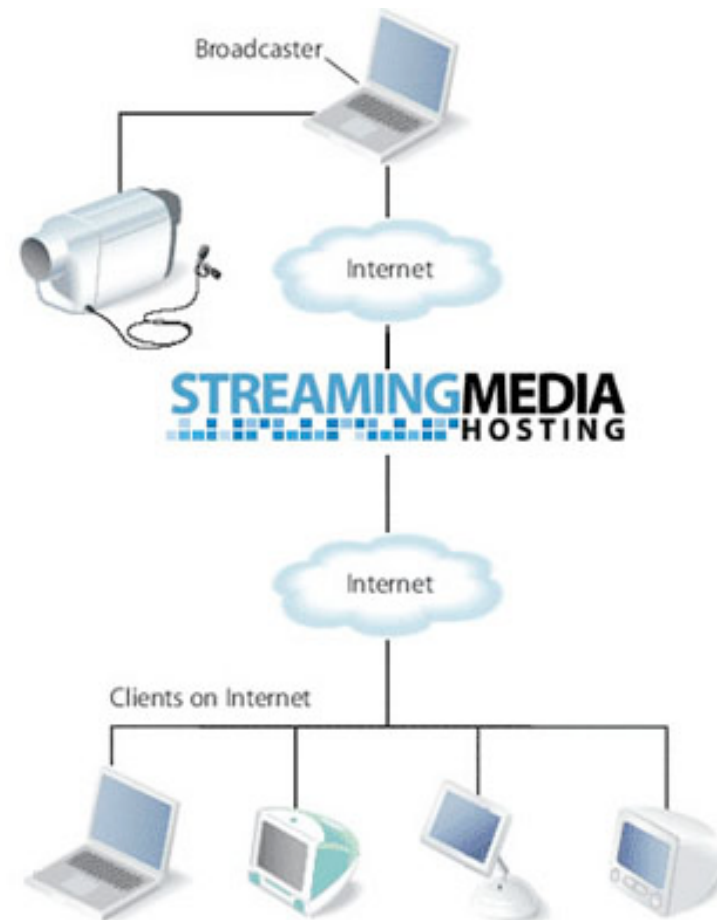 Broadcaster
Internet
STREAMINGMEDIA
HOSTING
Internet
Clients on Internet